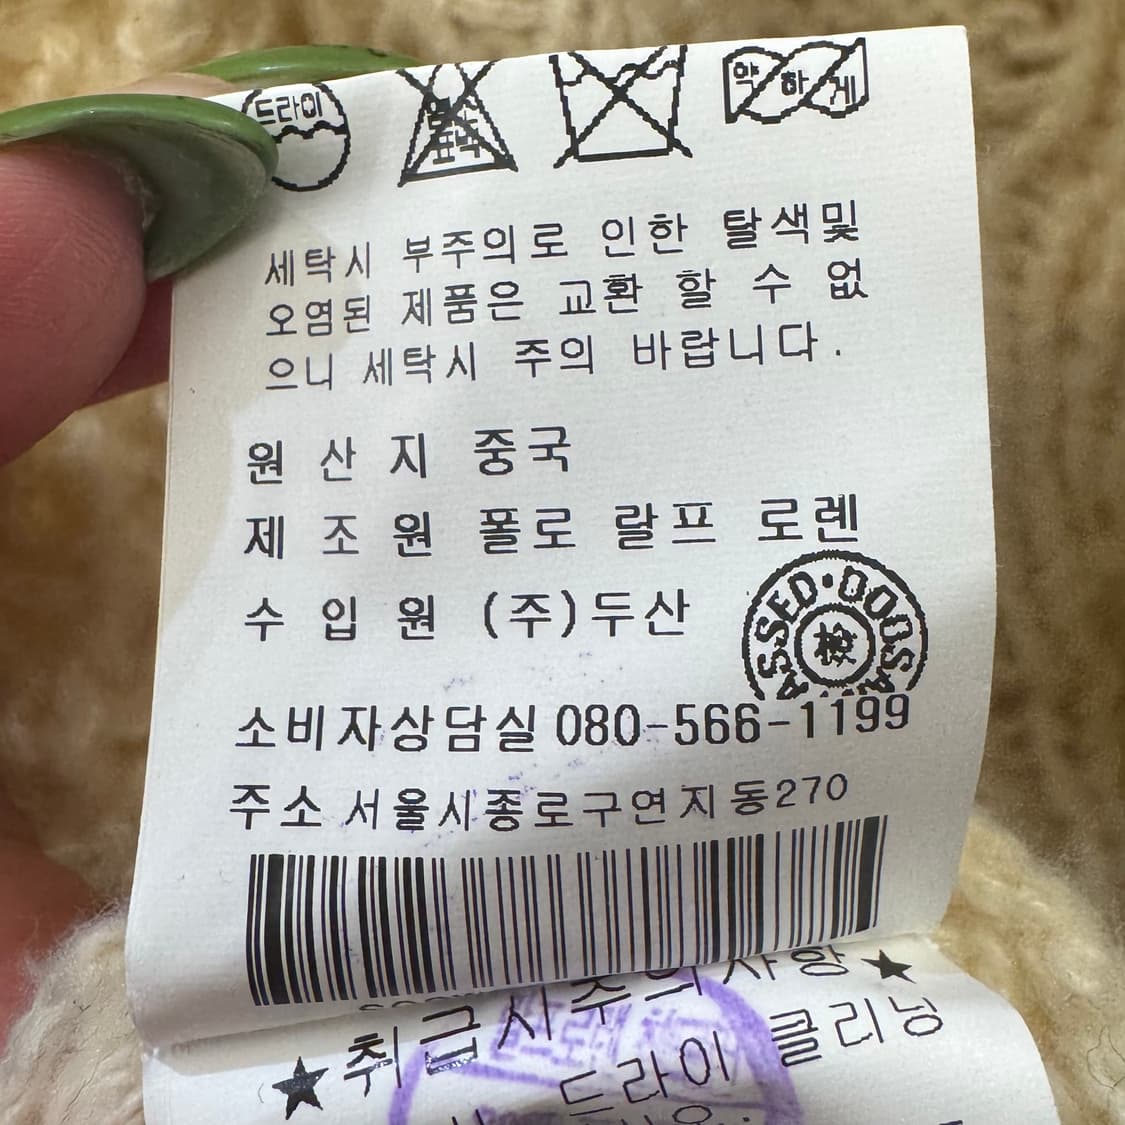 드라이
약하게
세탁시 부주의로 인한 탈색및
오염된 제품은 교환 할 수 없
으니 세탁시 주의 바랍니다.
원 산 지 중국
제 조 원 폴로 랄프 로렌
수 입 원 (주)두산
SSED·GOODS
檢
소비자상담실 080-566-1199
주소 서울시종로구연지동270
★취급시주의사항★
드라이 클리닝